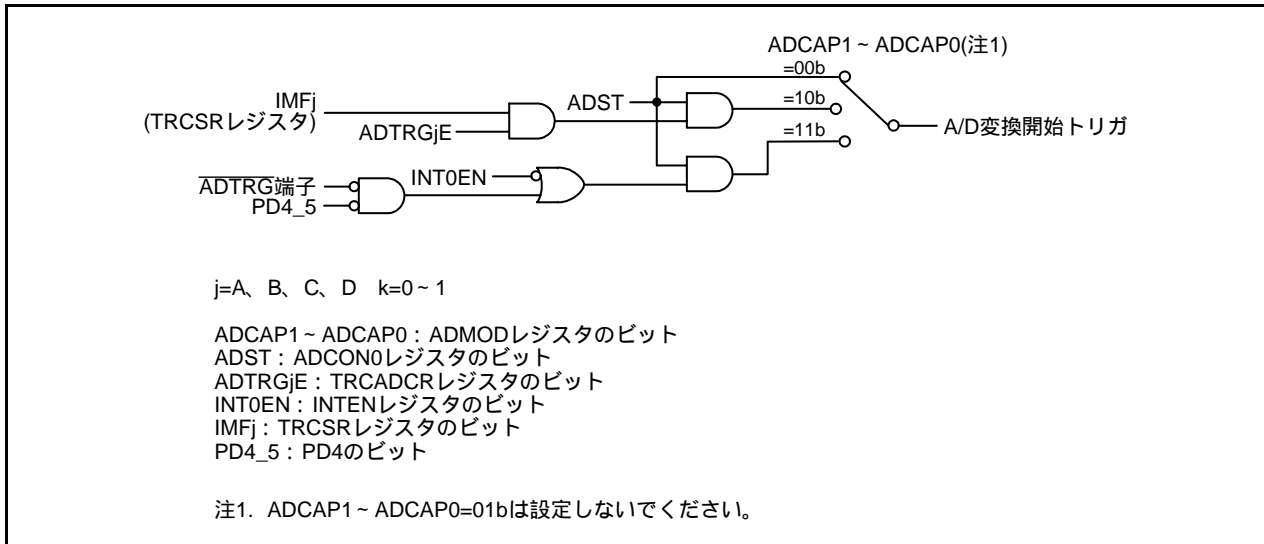 ADCAP1~ADCAP0(注1)
=00b
IMFj
(TRCSRレジスタ)
ADTRGjE
ADST
=10b
=11b
A/D変換開始トリガ
ADTRG端子
PD4_5
INT0EN
j=A、B、C、D k=0~1
ADCAP1~ADCAP0:ADMODレジスタのビット
ADST:ADCON0レジスタのビット
ADTRGjE:TRCADCRレジスタのビット
INT0EN:INTENレジスタのビット
IMFj:TRCSRレジスタのビット
PD4_5:PD4のビット
注1. ADCAP1~ADCAP0=01bは設定しないでください。